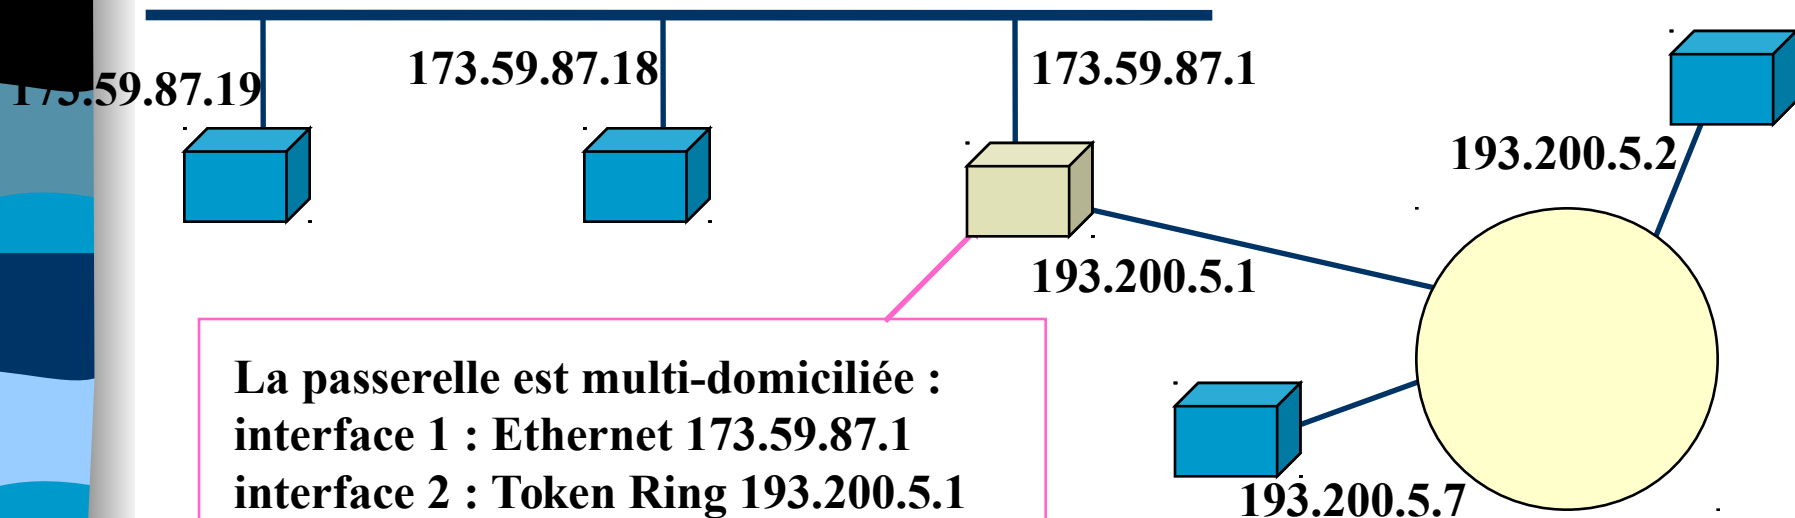 173.59.87.19
173.59.87.18
173.59.87.1
193.200.5.2
193.200.5.1
La passerelle est multi-domiciliée :
interface 1 : Ethernet 173.59.87.1
interface 2 : Token Ring 193.200.5.1
193.200.5.7